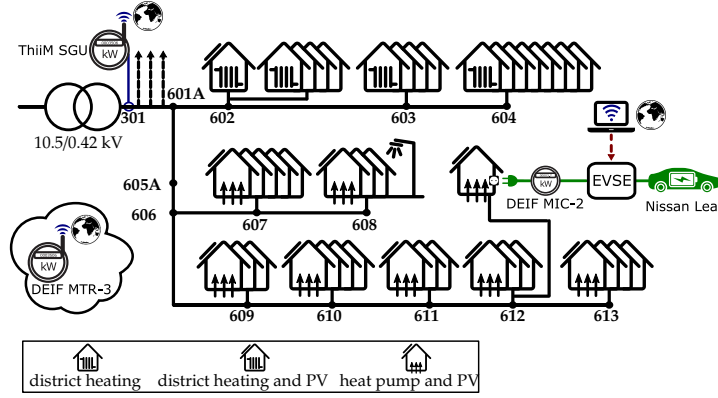 ThiiM SGU
kW
301
601A
10.5/0.42 kV
602
603
604
605A
606
607
608
kW
DEIF MIC-2
EVSE
Nissan Lea
kW
DEIF MTR-3
609
610
611
612
613
district heating
district heating and PV
heat pump and PV